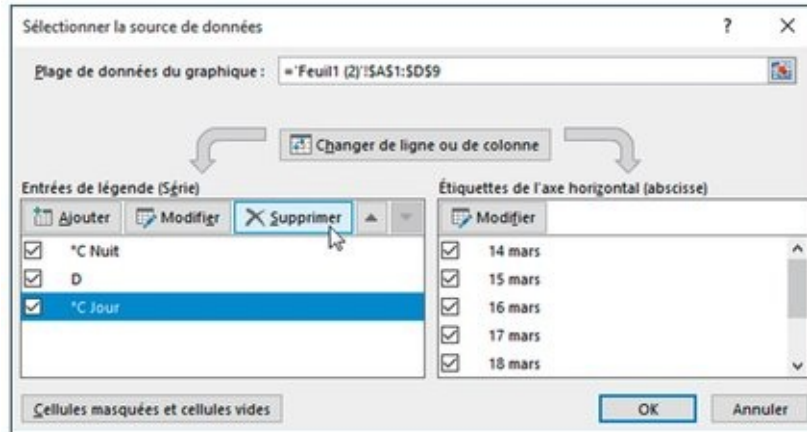 Sélectionner la source de données ? ×
Plage de données du graphique : ='Feuil1 (2)'!$A$1:$D$9
Changer de ligne ou de colonne
Entrées de légende (Série)
Ajouter Modifier Supprimer
°C Nuit
D
°C Jour
Étiquettes de l'axe horizontal (abscisse)
Modifier
14 mars
15 mars
16 mars
17 mars
18 mars
Cellules masquées et cellules vides
OK Annuler